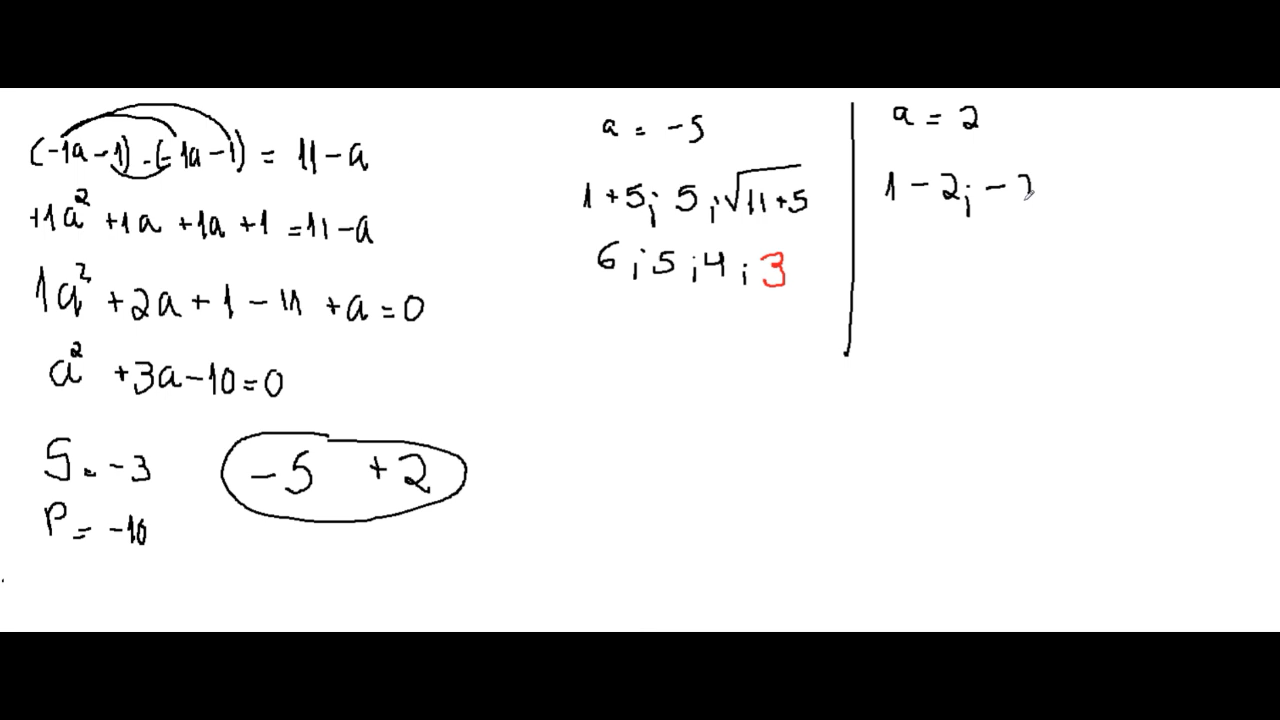 (-1a-1).(-1a-1) = 11-a
+1a² +1a +1a +1 =11-a
1a² +2a+1-11 +a=0
a² +3a-10=0
S=-3
P=-10
-5 +2
a = -5
1+5; 5; √11+5
6; 5; 4; 3
a = 2
1-2; -